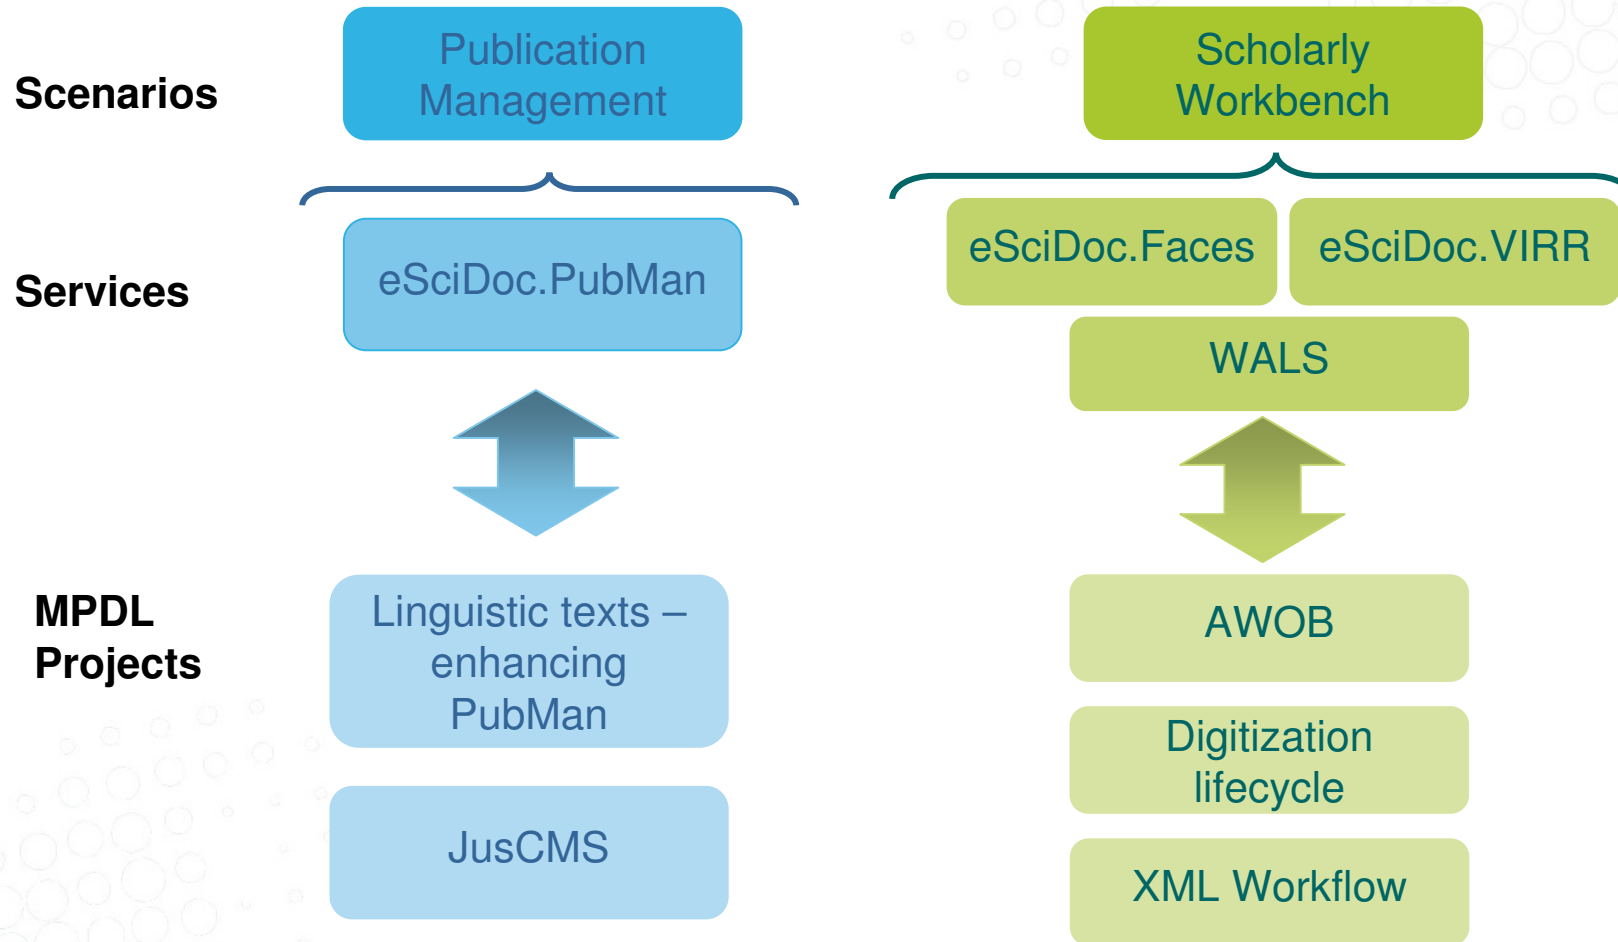 Scenarios
Publication
Management
Scholarly
Workbench
Services
eSciDoc.PubMan
eSciDoc.Faces
eSciDoc.VIRR
WALS
MPDL
Projects
Linguistic texts –
enhancing
PubMan
JusCMS
AWOB
Digitization
lifecycle
XML Workflow